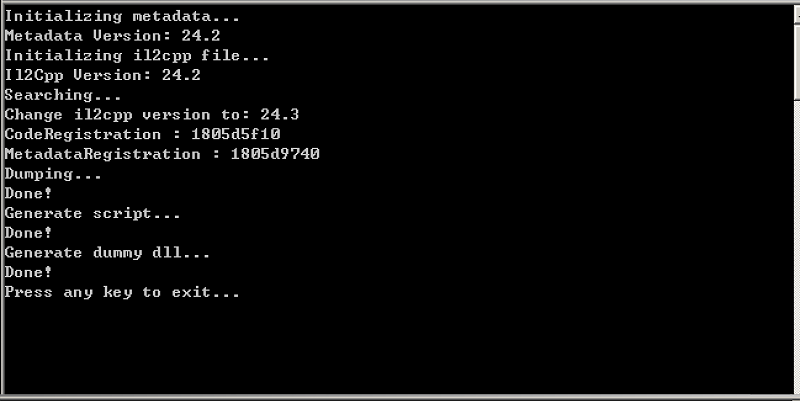 Initializing metadata...
Metadata Version: 24.2
Initializing il2cpp file...
Il2Cpp Version: 24.2
Searching...
Change il2cpp version to: 24.3
CodeRegistration : 1805d5f10
MetadataRegistration : 1805d9740
Dumping...
Done!
Generate script...
Done!
Generate dummy dll...
Done!
Press any key to exit...